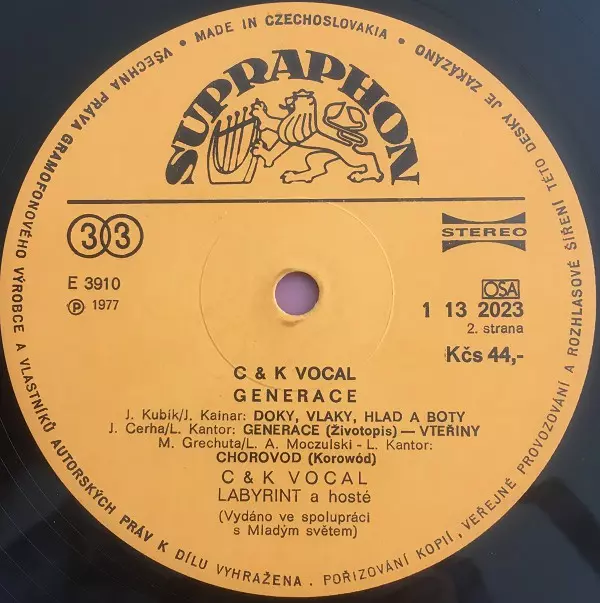 VŠECHNA PRÁVA GRAMOFONOVÉHO VÝROBCE A VLASTNÍKŮ AUTORSKÝCH PRÁV K DÍLU VYHRAŽENA . POŘIZOVÁNÍ KOPIÍ, VEŘEJNÉ PROVOZOVÁNÍ A ROZHLASOVÉ ŠÍŘENÍ TÉTO DESKY JE ZAKÁZÁNO • MADE IN CZECHOSLOVAKIA •
SUPRAPHON
33
STEREO
E 3910
Ⓟ 1977
OSA
1 13 2023
2. strana
Kčs 44,-
C & K VOCAL
GENERACE
J. Kubík/J. Kainar: DOKY, VLAKY, HLAD A BOTY
J. Cerha/L. Kantor: GENERACE (Životopis) — VTEŘINY
M. Grechuta/L. A. Moczulski - L. Kantor:
CHOROVOD (Korowód)
C & K VOCAL
LABYRINT a hosté
(Vydáno ve spolupráci
s Mladým světem)